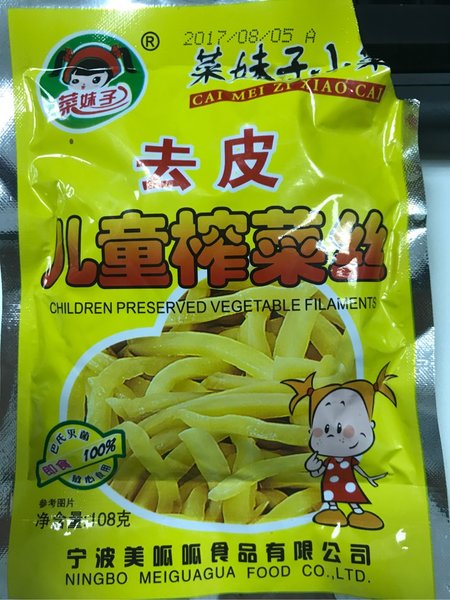 2017/08/05 A
菜妹子
®
菜妹子小菜
CAI MEI ZI XIAO CAI
去皮
儿童榨菜丝
CHILDREN PRESERVED VEGETABLE FILAMENTS
巴氏灭菌
即食 100%
放心食用
参考图片
净含量:108克
宁波美呱呱食品有限公司
NINGBO MEIGUAGUA FOOD CO.,LTD.